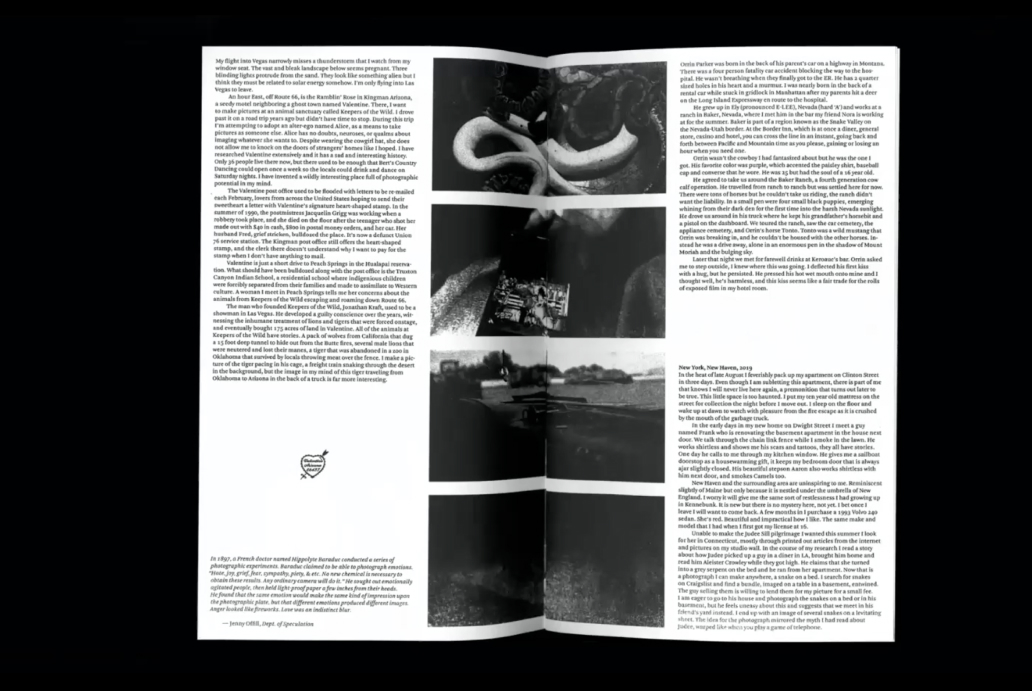 My flight into Vegas narrowly misses a thunderstorm that I watch from my
window seat. The vast and bleak landscape below seems pregnant. Three
blinding lights protrude from the sand. They look like something alien but I
think they must be related to solar energy somehow. I'm only flying into Las
Vegas to leave.
An hour East, off Route 66, is the Ramblin' Rose in Kingman Arizona,
a seedy motel neighboring a ghost town named Valentine. There, I want
to make pictures at an animal sanctuary called Keepers of the Wild. I drove
past it on a road trip years ago but didn't have time to stop. During this trip
I'm attempting to adopt an alter-ego named Alice, as a means to take
pictures as someone else. Alice has no doubts, neuroses, or qualms about
imagining whatever she wants to. Despite wearing the cowgirl hat, she does
not allow me to knock on the doors of strangers' homes like I hoped. I have
researched Valentine extensively and it has a sad and interesting history.
Only 36 people live there now, but there used to be enough that Bert's Country
Dancing could open once a week so the locals could drink and dance on
Saturday nights. I have invented a wildly interesting place full of photographic
potential in my mind.
The Valentine post office used to be flooded with letters to be re-mailed
each February, lovers from across the United States hoping to send their
sweetheart a letter with Valentine's signature heart-shaped stamp. In the
summer of 1990, the postmistress Jacquelin Grigg was working when a
robbery took place, and she died on the floor after the teenager who shot her
made out with $40 in cash, $800 in postal money orders, and her car. Her
husband Fred, grief stricken, bulldozed the place. It's now a defunct Union
76 service station. The Kingman post office still offers the heart-shaped
stamp, and the clerk there doesn't understand why I want to pay for the
stamp when I don't have anything to mail.
Valentine is just a short drive to Peach Springs in the Hualapai reserva-
tion. What should have been bulldozed along with the post office is the Truxton
Canyon Indian School, a residential school where indigenous children
were forcibly separated from their families and made to assimilate to Western
culture. A woman I meet in Peach Springs tells me her concerns about the
animals from Keepers of the Wild escaping and roaming down Route 66.
The man who founded Keepers of the Wild, Jonathan Kraft, used to be a
showman in Las Vegas. He developed a guilty conscience over the years, wit-
nessing the inhumane treatment of lions and tigers that were forced onstage,
and eventually bought 175 acres of land in Valentine. All of the animals at
Keepers of the Wild have stories. A pack of wolves from California that dug
a 15 foot deep tunnel to hide out from the Butte fires, several male lions that
were neutered and lost their manes, a tiger that was abandoned in a zoo in
Oklahoma that survived by locals throwing meat over the fence. I make a pic-
ture of the tiger pacing in his cage, a freight train snaking through the desert
in the background, but the image in my mind of this tiger traveling from
Oklahoma to Arizona in the back of a truck is far more interesting.
Valentine
Arizona
In 1897, a French doctor named Hippolyte Baraduc conducted a series of
photographic experiments. Baraduc claimed to be able to photograph emotions.
"Hate, joy, grief, fear, sympathy, piety, & etc. No new chemical is necessary to
obtain these results. Any ordinary camera will do it." He sought out emotionally
agitated people, then held light-proof paper a few inches from their heads.
He found that the same emotion would make the same kind of impression upon
the photographic plate, but that different emotions produced different images.
Anger looked like fireworks. Love was an indistinct blur.
— Jenny Offill, Dept. of Speculation
Orrin Parker was born in the back of his parent's car on a highway in Montana.
There was a four person fatality car accident blocking the way to the hos-
pital. He wasn't breathing when they finally got to the ER. He has a quarter
sized holes in his heart and a murmur. I was nearly born in the back of a
rental car while stuck in gridlock in Manhattan after my parents hit a deer
on the Long Island Expressway en route to the hospital.
He grew up in Ely (pronounced E-LEE), Nevada (hard 'A') and works at a
ranch in Baker, Nevada, where I met him in the bar my friend Nora is working
at for the summer. Baker is part of a region known as the Snake Valley on
the Nevada-Utah border. At the Border Inn, which is at once a diner, general
store, casino and hotel, you can cross the line in an instant, going back and
forth between Pacific and Mountain time as you please, gaining or losing an
hour when you need one.
Orrin wasn't the cowboy I had fantasized about but he was the one I
got. His favorite color was purple, which accented the paisley shirt, baseball
cap and converse that he wore. He was 23 but had the soul of a 16 year old.
He agreed to take us around the Baker Ranch, a fourth generation cow
calf operation. He travelled from ranch to ranch but was settled here for now.
There were tons of horses but he couldn't take us riding, the ranch didn't
want the liability. In a small pen were four small black puppies, emerging
whining from their dark den for the first time into the harsh Nevada sunlight.
He drove us around in his truck where he kept his grandfather's horsebit and
a pistol on the dashboard. We toured the ranch, saw the car cemetery, the
appliance cemetery, and Orrin's horse Tonto. Tonto was a wild mustang that
Orrin was breaking in, and he couldn't be housed with the other horses. In-
stead he was a drive away, alone in an enormous pen in the shadow of Mount
Moriah and the bulging sky.
Later that night we met for farewell drinks at Kerouac's bar. Orrin asked
me to step outside, I knew where this was going. I deflected his first kiss
with a hug, but he persisted. He pressed his hot wet mouth onto mine and I
thought well, he's harmless, and this kiss seems like a fair trade for the rolls
of exposed film in my hotel room.
New York, New Haven, 2019
In the heat of late August I feverishly pack up my apartment on Clinton Street
in three days. Even though I am subletting this apartment, there is part of me
that knows I will never live here again, a premonition that turns out later to
be true. This little space is too haunted. I put my ten year old mattress on the
street for collection the night before I move out. I sleep on the floor and
wake up at dawn to watch with pleasure from the fire escape as it is crushed
by the mouth of the garbage truck.
In the early days in my new home on Dwight Street I meet a guy
named Frank who is renovating the basement apartment in the house next
door. We talk through the chain link fence while I smoke in the lawn. He
works shirtless and shows me his scars and tattoos, they all have stories.
One day he calls to me through my kitchen window. He gives me a sailboat
doorstop as a housewarming gift, it keeps my bedroom door that is always
ajar slightly closed. His beautiful stepson Aaron also works shirtless with
him next door, and smokes Camels too.
New Haven and the surrounding area are uninspiring to me. Reminiscent
slightly of Maine but only because it is nestled under the umbrella of New
England. I worry it will give me the same sort of restlessness I had growing up
in Kennebunk. It is new but there is no mystery here, not yet. I bet once I
leave I will want to come back. A few months in I purchase a 1993 Volvo 240
sedan. She's red. Beautiful and impractical how I like. The same make and
model that I had when I first got my license at 16.
Unable to make the Judee Sill pilgrimage I wanted this summer I look
for her in Connecticut, mostly through printed out articles from the internet
and pictures on my studio wall. In the course of my research I read a story
about how Judee picked up a guy in a diner in LA, brought him home and
read him Aleister Crowley while they got high. He claims that she turned
into a grey serpent on the bed and he ran from her apartment. Now that is
a photograph I can make anywhere, a snake on a bed. I search for snakes
on Craigslist and find a bundle, imaged on a table in a basement, entwined.
The guy selling them is willing to lend them for my picture for a small fee.
I am eager to go to his house and photograph the snakes on a bed or in his
basement, but he feels uneasy about this and suggests that we meet in his
friend's yard instead. I end up with an image of several snakes on a levitating
sheet. The idea for the photograph mirrored the myth I had read about
Judee, warped like when you play a game of telephone.